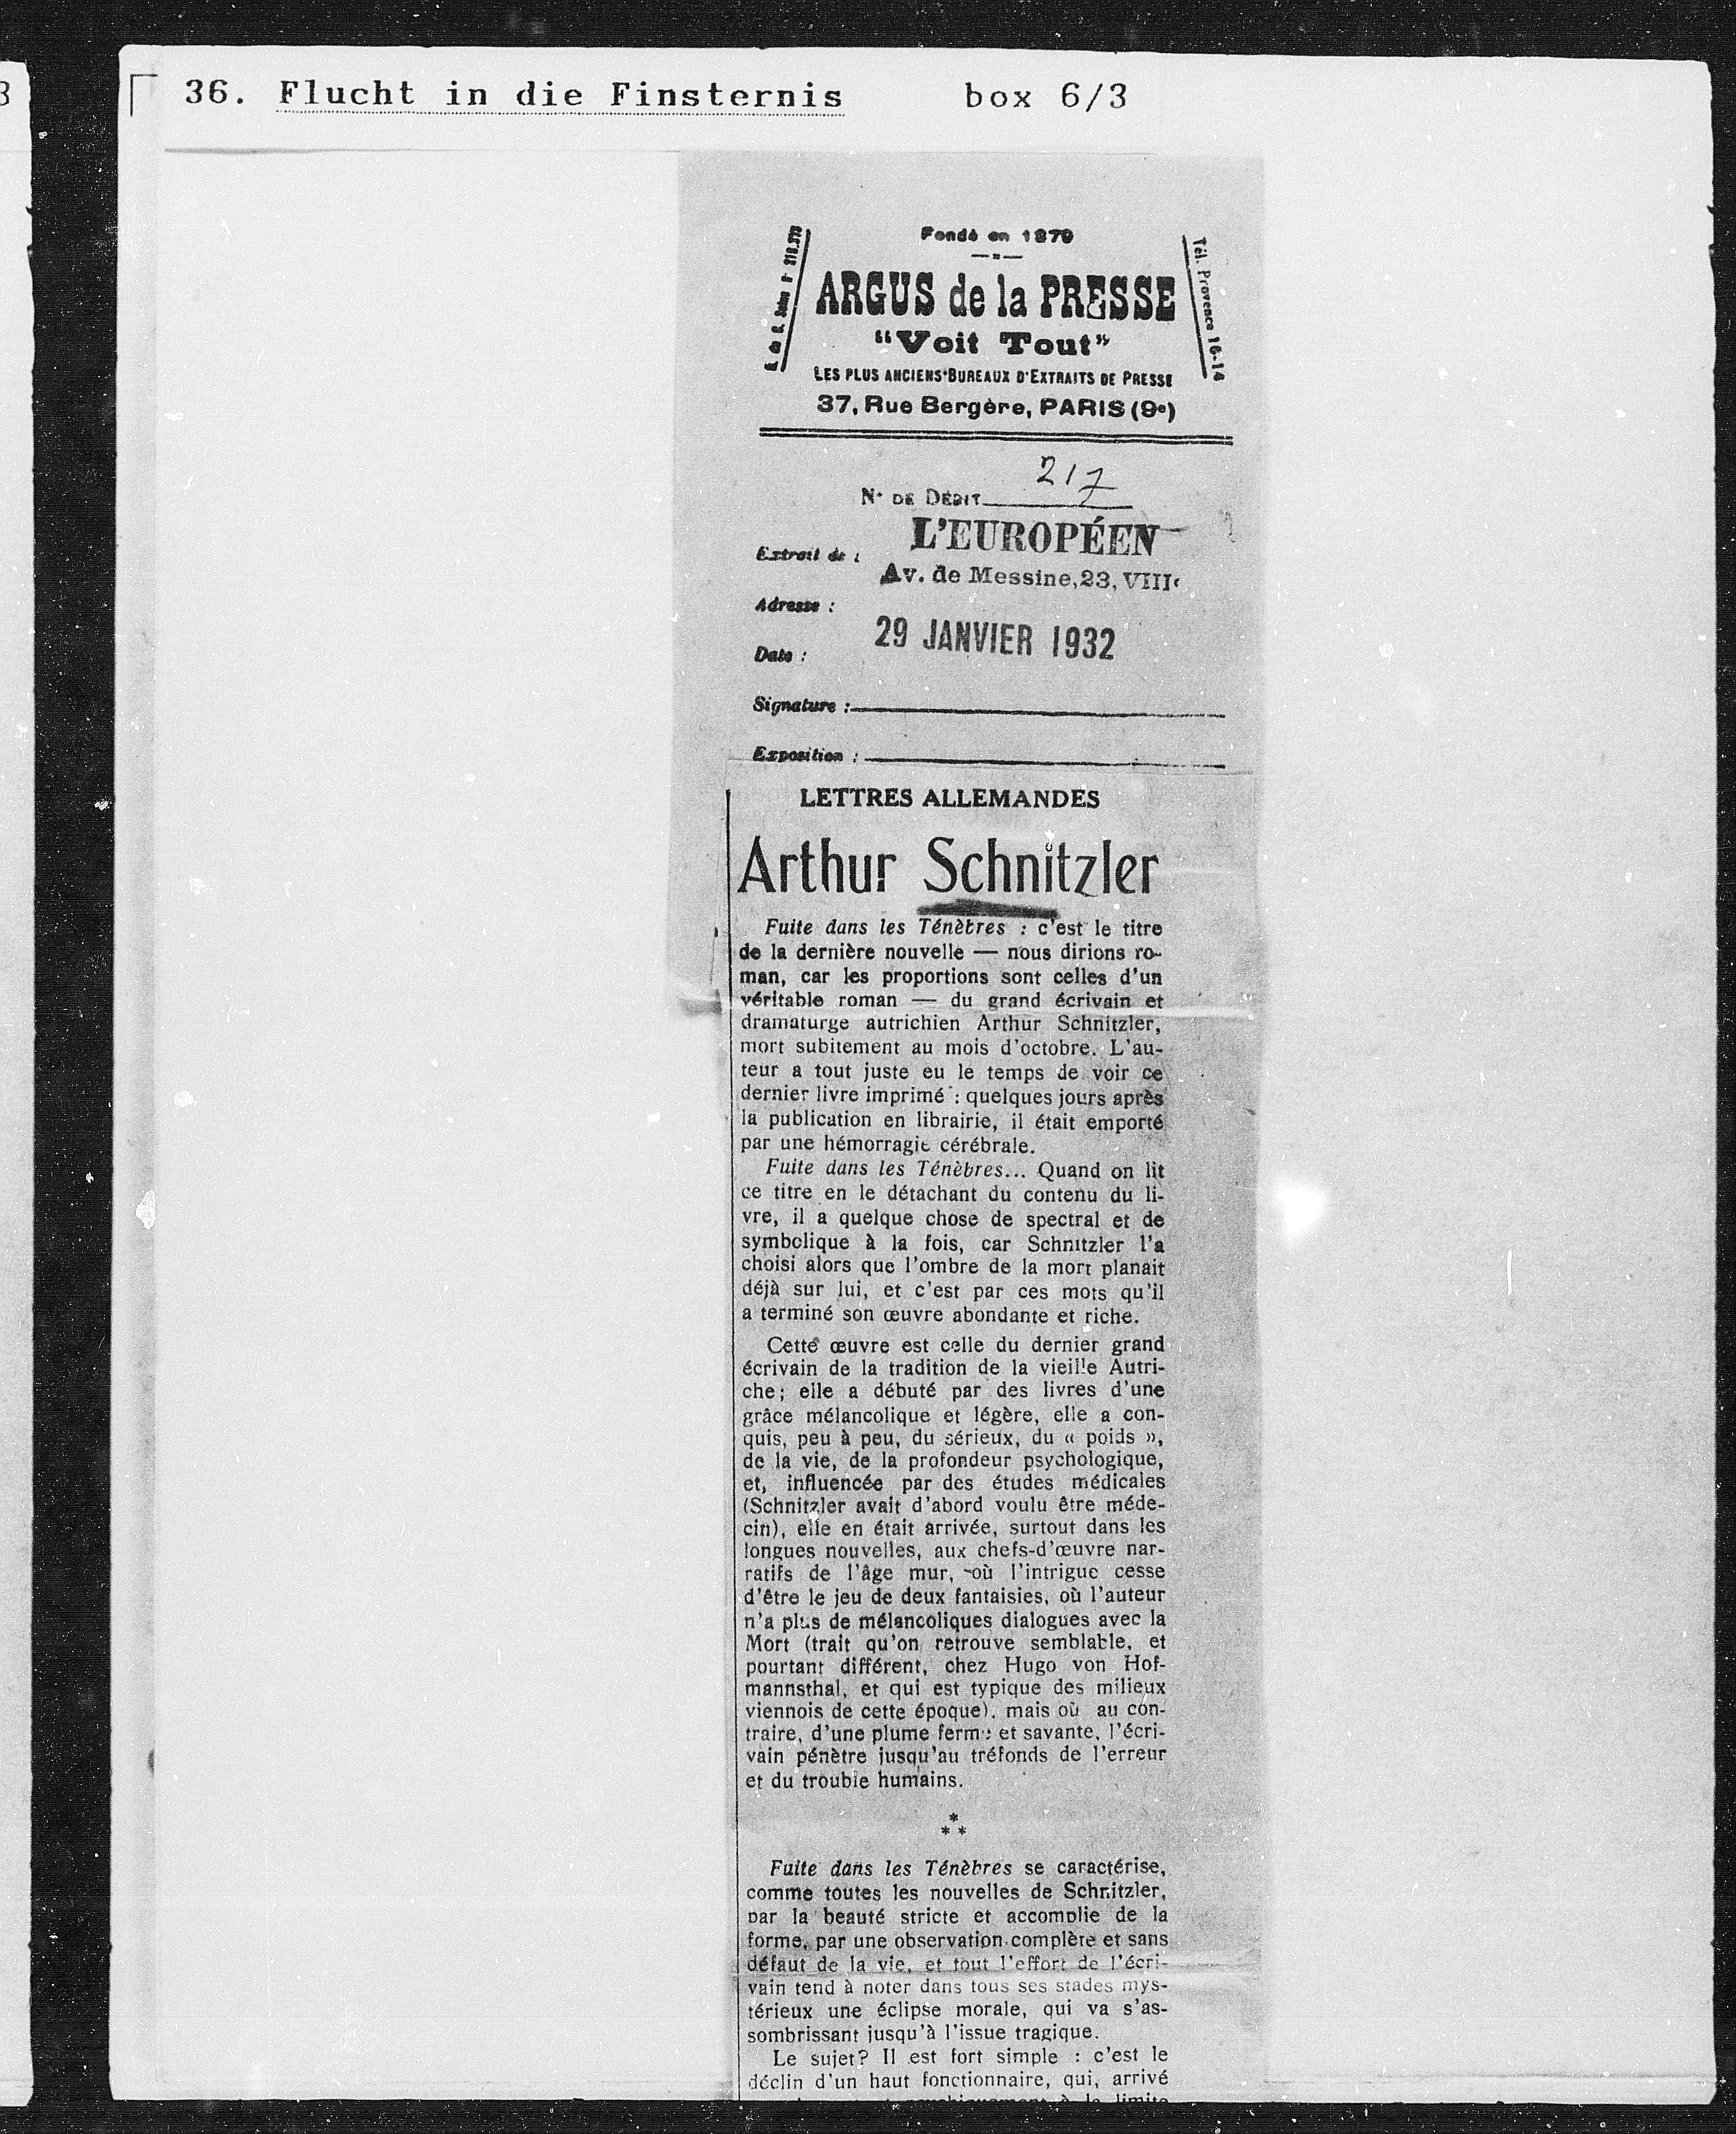 3
36. Flucht in die Finsternis box 6/3
Fondé en 1879
ARGUS de la PRESSE
"Voit Tout"
LES PLUS ANCIENS BUREAUX D'EXTRAITS DE PRESSE
37, Rue Bergère, PARIS (9e)
Tél. Provence 16-14
N° DE DÉBIT 217
Extrait de : L'EUROPÉEN
Av. de Messine, 23, VIIIe
Adresse :
Date : 29 JANVIER 1932
Signature :
Exposition :
LETTRES ALLEMANDES
Arthur Schnitzler
Fuite dans les Ténèbres : c'est le titre
de la dernière nouvelle — nous dirions ro-
man, car les proportions sont celles d'un
véritable roman — du grand écrivain et
dramaturge autrichien Arthur Schnitzler,
mort subitement au mois d'octobre. L'au-
teur a tout juste eu le temps de voir ce
dernier livre imprimé : quelques jours après
la publication en librairie, il était emporté
par une hémorragie cérébrale.
Fuite dans les Ténèbres... Quand on lit
ce titre en le détachant du contenu du li-
vre, il a quelque chose de spectral et de
symbolique à la fois, car Schnitzler l'a
choisi alors que l'ombre de la mort planait
déjà sur lui, et c'est par ces mots qu'il
a terminé son œuvre abondante et riche.
Cette œuvre est celle du dernier grand
écrivain de la tradition de la vieille Autri-
che; elle a débuté par des livres d'une
grâce mélancolique et légère, elle a con-
quis, peu à peu, du sérieux, du « poids »,
de la vie, de la profondeur psychologique,
et, influencée par des études médicales
(Schnitzler avait d'abord voulu être méde-
cin), elle en était arrivée, surtout dans les
longues nouvelles, aux chefs-d'œuvre nar-
ratifs de l'âge mur, où l'intrigue cesse
d'être le jeu de deux fantaisies, où l'auteur
n'a plus de mélancoliques dialogues avec la
Mort (trait qu'on retrouve semblable, et
pourtant différent, chez Hugo von Hof-
mannsthal, et qui est typique des milieux
viennois de cette époque), mais où au con-
traire, d'une plume ferme et savante, l'écri-
vain pénètre jusqu'au tréfonds de l'erreur
et du trouble humains.
*
* *
Fuite dans les Ténèbres se caractérise,
comme toutes les nouvelles de Schnitzler,
par la beauté stricte et accomplie de la
forme, par une observation complète et sans
défaut de la vie, et tout l'effort de l'écri-
vain tend à noter dans tous ses stades mys-
térieux une éclipse morale, qui va s'as-
sombrissant jusqu'à l'issue tragique.
Le sujet? Il est fort simple : c'est le
déclin d'un haut fonctionnaire, qui, arrivé
à la limite